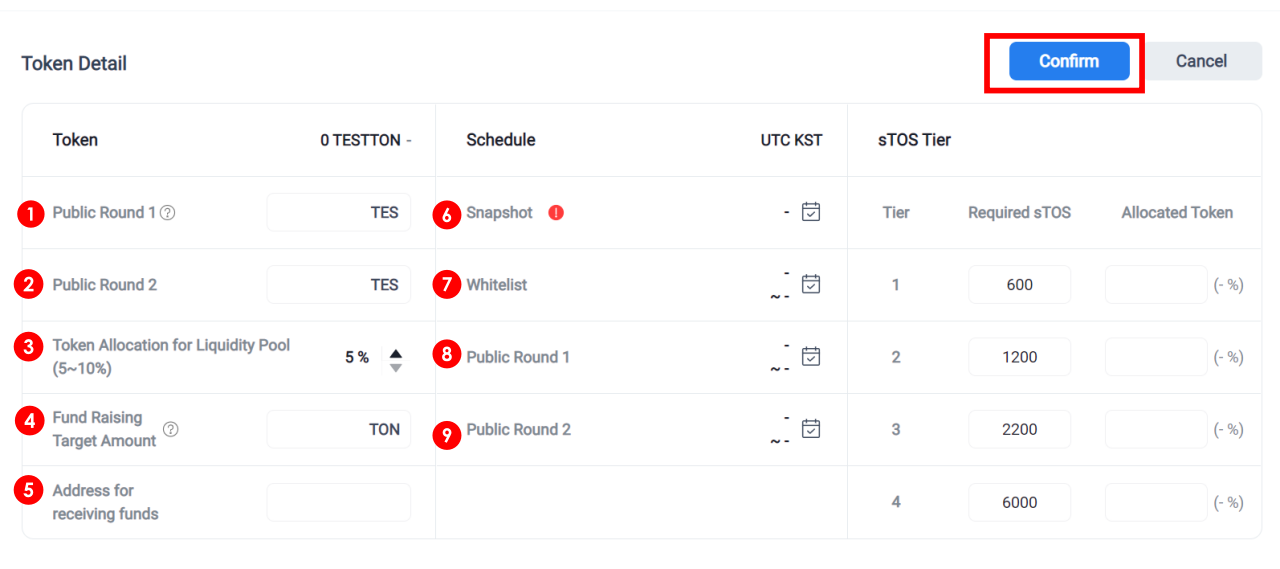 Token Detail
Confirm
Cancel
Token 0 TESTTON - Schedule UTC KST sTOS Tier
1 Public Round 1 ? TES 6 Snapshot ! - Tier Required sTOS Allocated Token
2 Public Round 2 TES 7 Whitelist - ~ - 1 600 (- %)
3 Token Allocation for Liquidity Pool
(5~10%) 5 % 8 Public Round 1 - ~ - 2 1200 (- %)
4 Fund Raising
Target Amount ? TON 9 Public Round 2 - ~ - 3 2200 (- %)
5 Address for
receiving funds 4 6000 (- %)